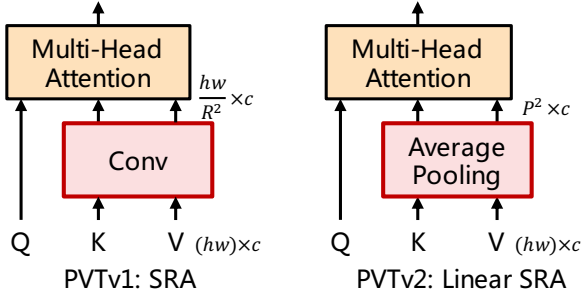 Multi-Head
Attention
hw/R² ×c
Conv
Q K V (hw)×c
PVTv1: SRA
Multi-Head
Attention
P² ×c
Average
Pooling
Q K V (hw)×c
PVTv2: Linear SRA